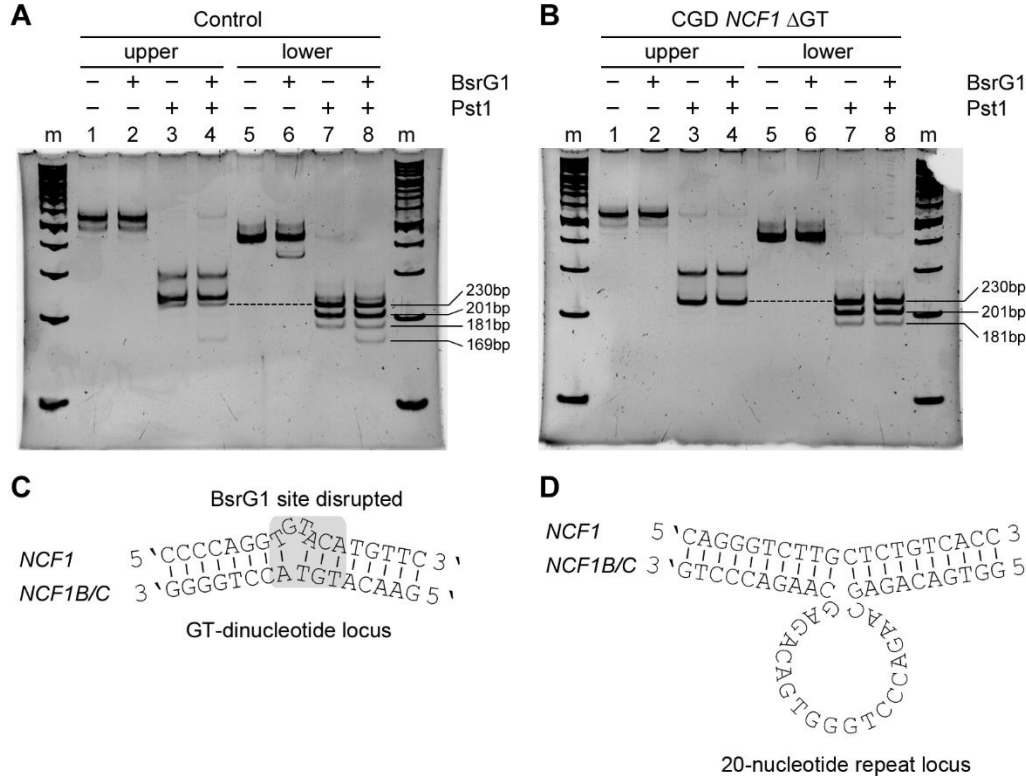 A
Control
upper lower
− + − + − + − + BsrG1
− − + + − − + + Pst1
m 1 2 3 4 5 6 7 8 m
230bp
201bp
181bp
169bp
B
CGD NCF1 ΔGT
upper lower
− + − + − + − + BsrG1
− − + + − − + + Pst1
m 1 2 3 4 5 6 7 8 m
230bp
201bp
181bp
C
BsrG1 site disrupted
NCF1 5 ' CCCCAGGTGTACATGTTC 3 '
NCF1B/C 3 ' GGGGTCCATGTACAAG 5 '
GT-dinucleotide locus
D
NCF1 5 ' CAGGGTCTTGCTCTGTCACC 3
NCF1B/C 3 ' GTCCCAGAAC GAGACAGTGG 5
GAGACAGTGGGTCCCAGAAC
20-nucleotide repeat locus